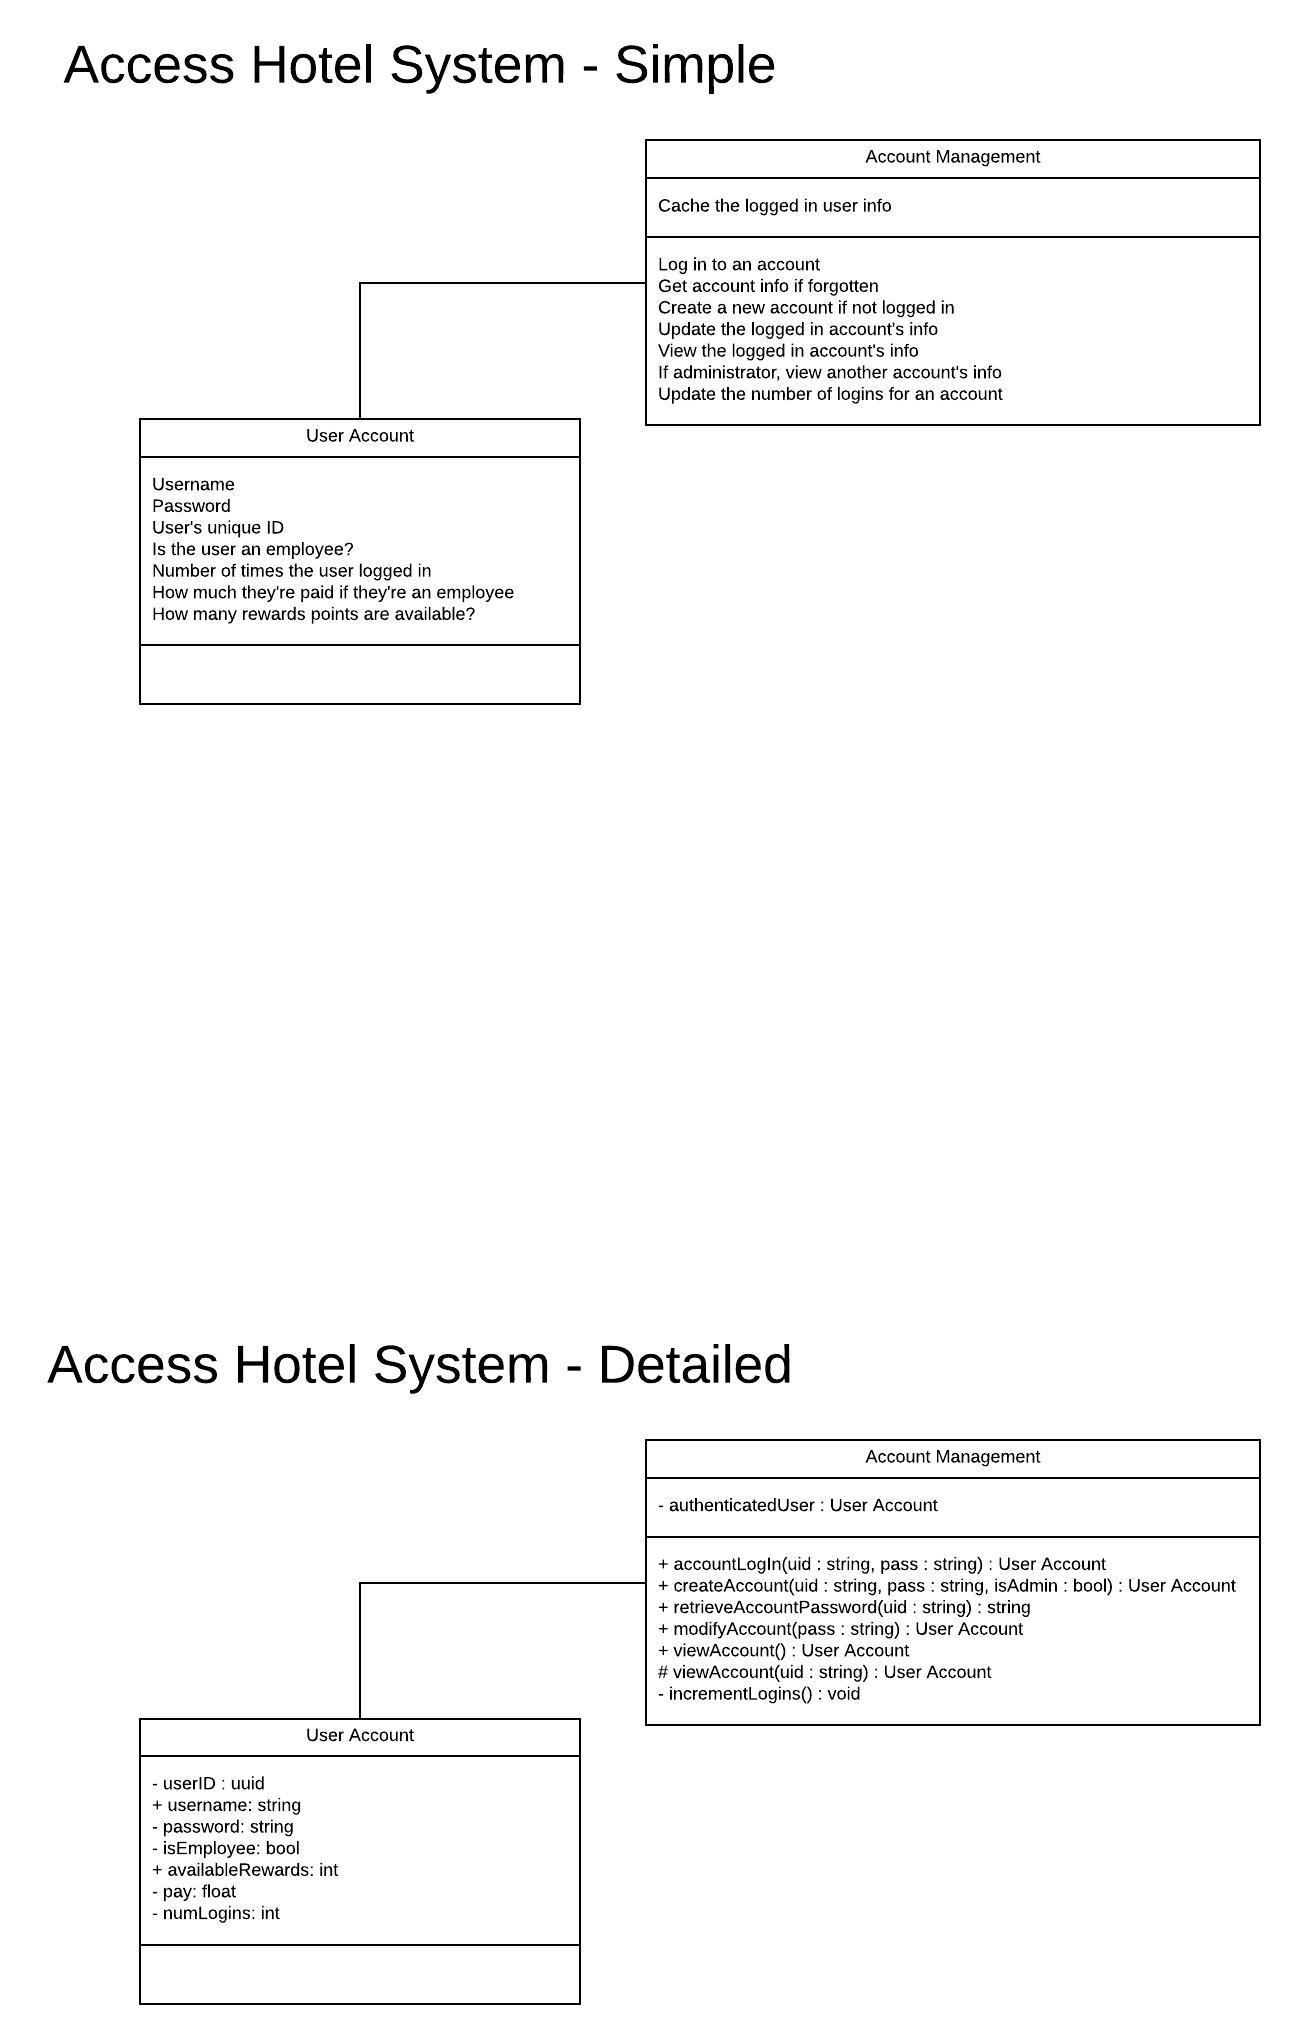 Access Hotel System - Simple
Account Management
Cache the logged in user info
Log in to an account
Get account info if forgotten
Create a new account if not logged in
Update the logged in account's info
View the logged in account's info
If administrator, view another account's info
Update the number of logins for an account
User Account
Username
Password
User's unique ID
Is the user an employee?
Number of times the user logged in
How much they're paid if they're an employee
How many rewards points are available?
Access Hotel System - Detailed
Account Management
- authenticatedUser : User Account
+ accountLogIn(uid : string, pass : string) : User Account
+ createAccount(uid : string, pass : string, isAdmin : bool) : User Account
+ retrieveAccountPassword(uid : string) : string
+ modifyAccount(pass : string) : User Account
+ viewAccount() : User Account
# viewAccount(uid : string) : User Account
- incrementLogins() : void
User Account
- userID : uuid
+ username: string
- password: string
- isEmployee: bool
+ availableRewards: int
- pay: float
- numLogins: int